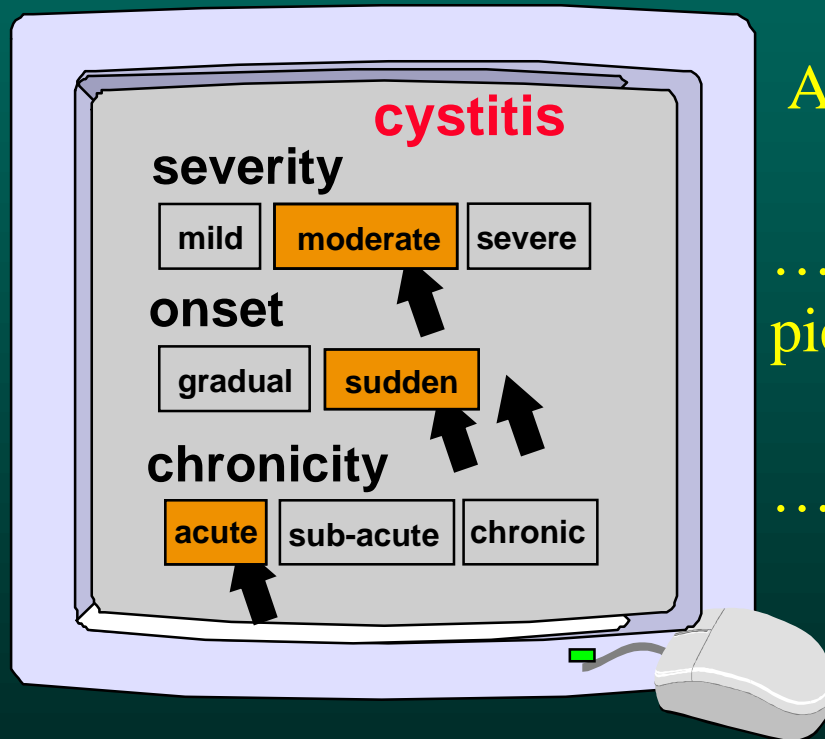 cystitis
severity
mild moderate severe
onset
gradual sudden
chronicity
acute sub-acute chronic
A
…
…